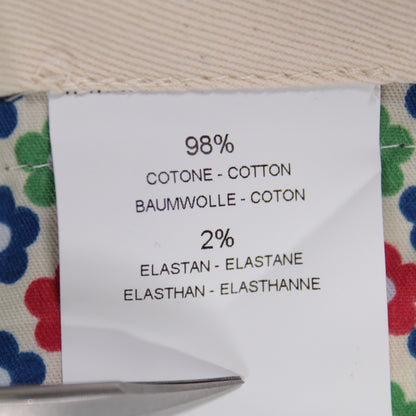 98%
COTONE - COTTON
BAUMWOLLE - COTON
2%
ELASTAN - ELASTANE
ELASTHAN - ELASTHANNE